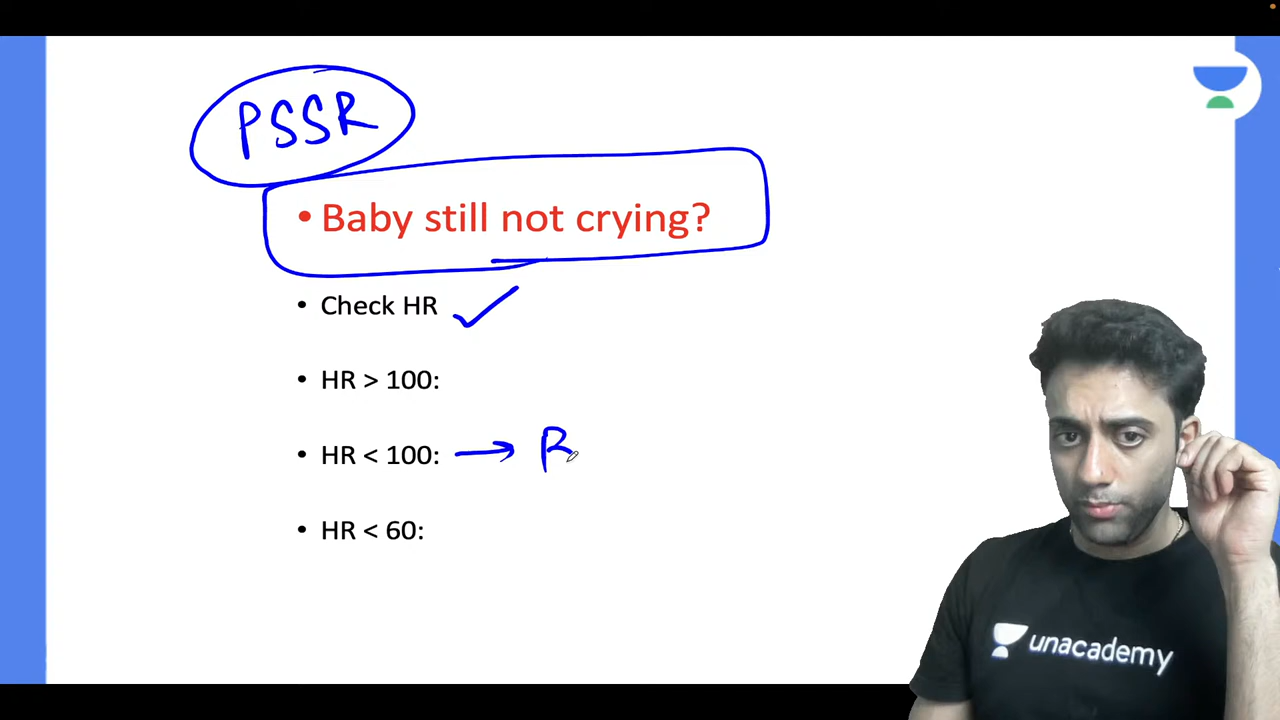 PSSR
• Baby still not crying?
• Check HR
• HR > 100:
• HR < 100: → R
• HR < 60:
unacademy